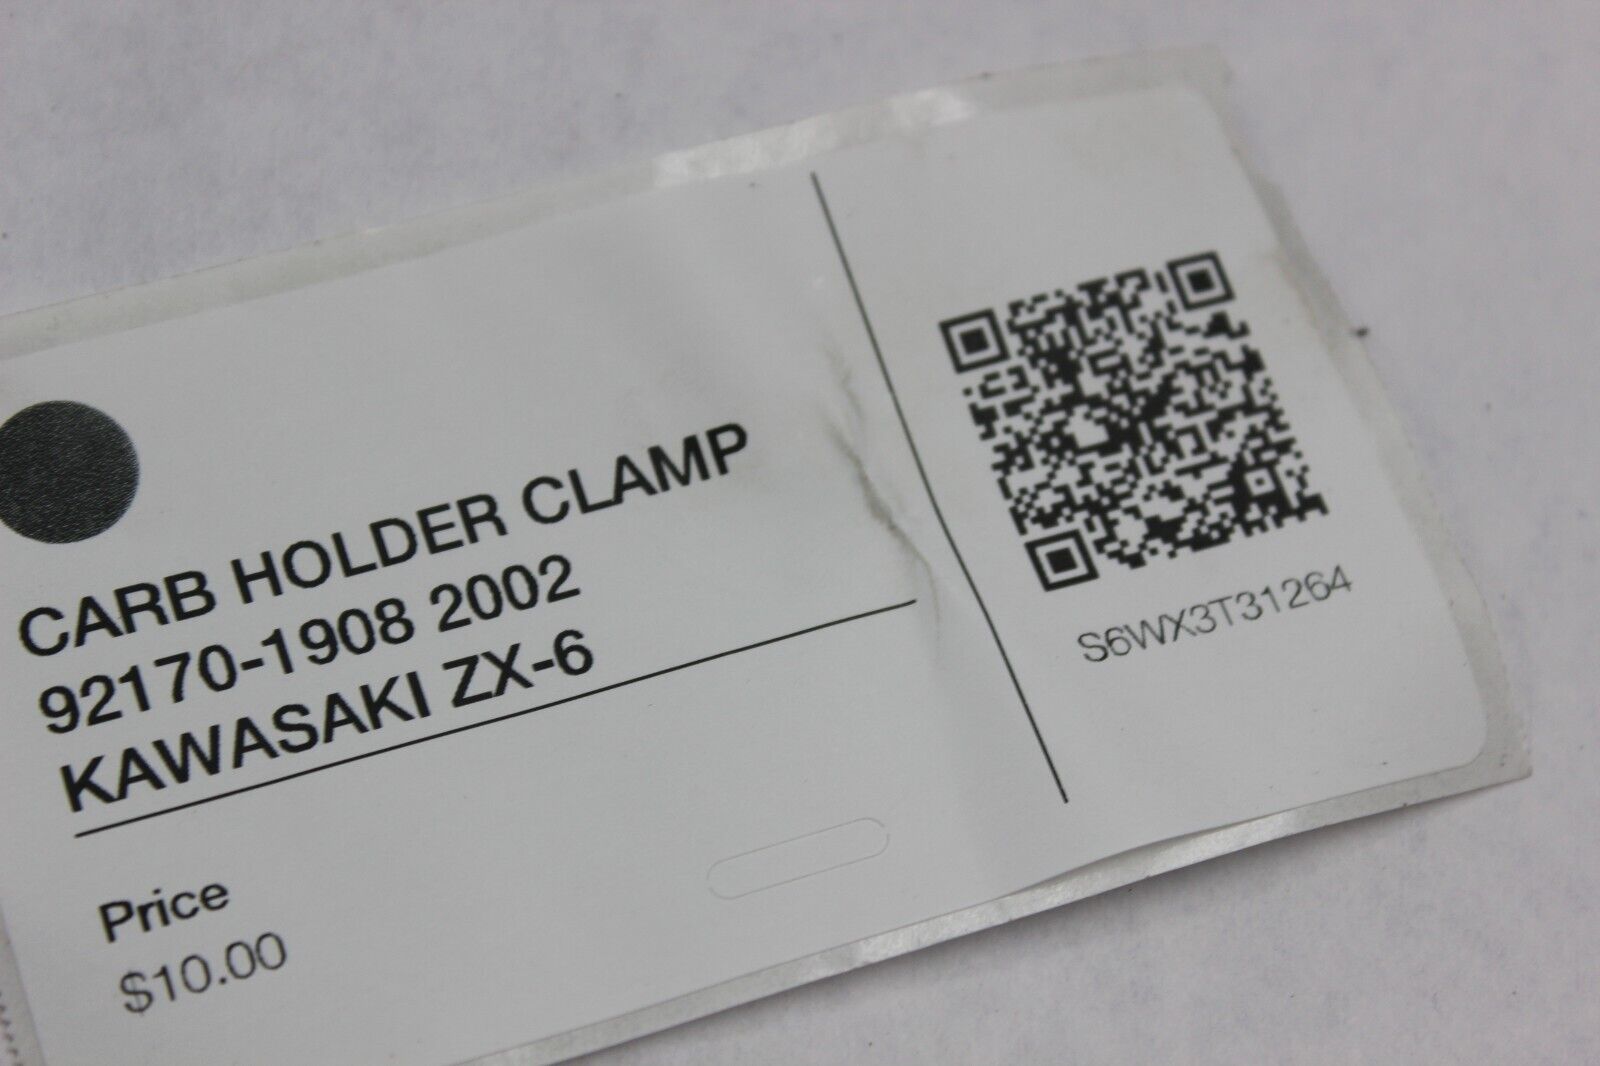 CARB HOLDER CLAMP
92170-1908 2002
KAWASAKI ZX-6
Price
$10.00
S6WX3T31264